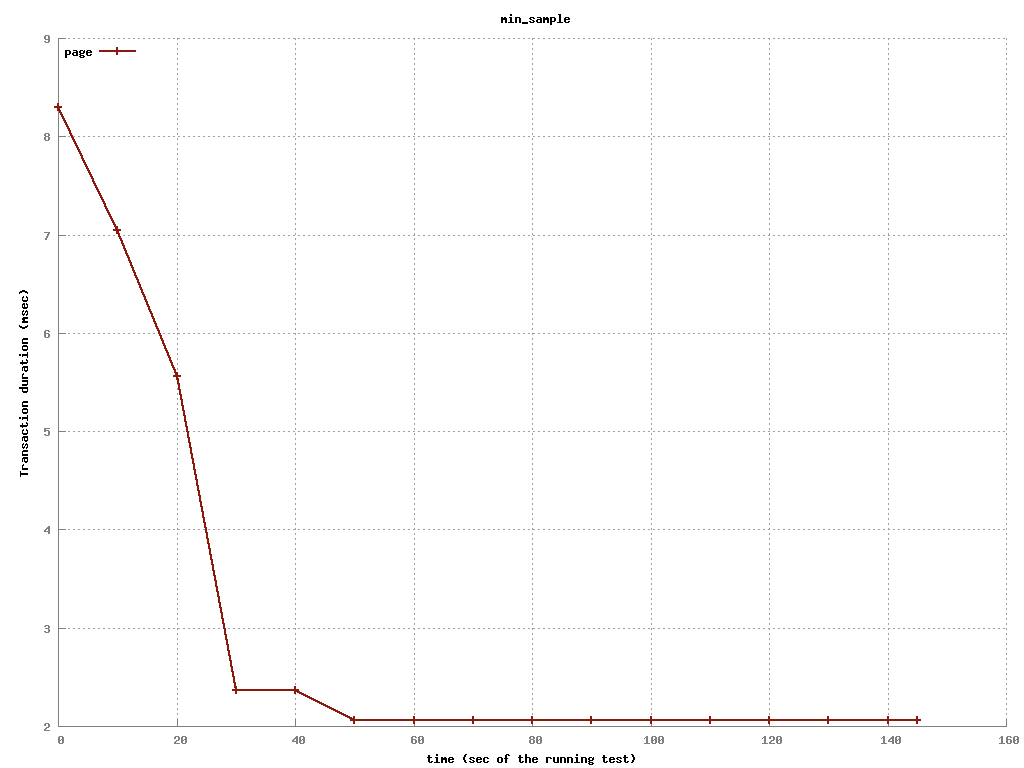 min_sample
9
page
8
7
6
5
4
3
2
Transaction duration (msec)
0 20 40 60 80 100 120 140 160
time (sec of the running test)